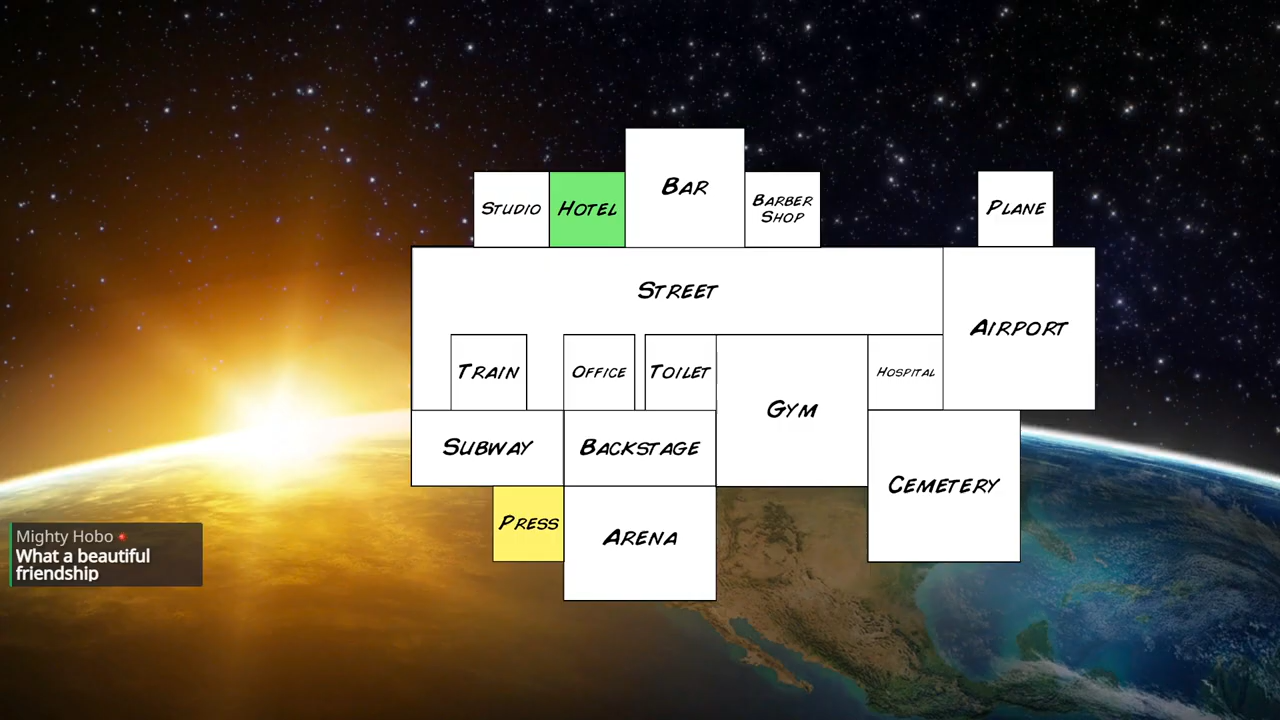 BAR
STUDIO
HOTEL
BARBER
SHOP
PLANE
STREET
AIRPORT
TRAIN
OFFICE
TOILET
HOSPITAL
GYM
SUBWAY
BACKSTAGE
CEMETERY
PRESS
ARENA
Mighty Hobo
What a beautiful
friendship